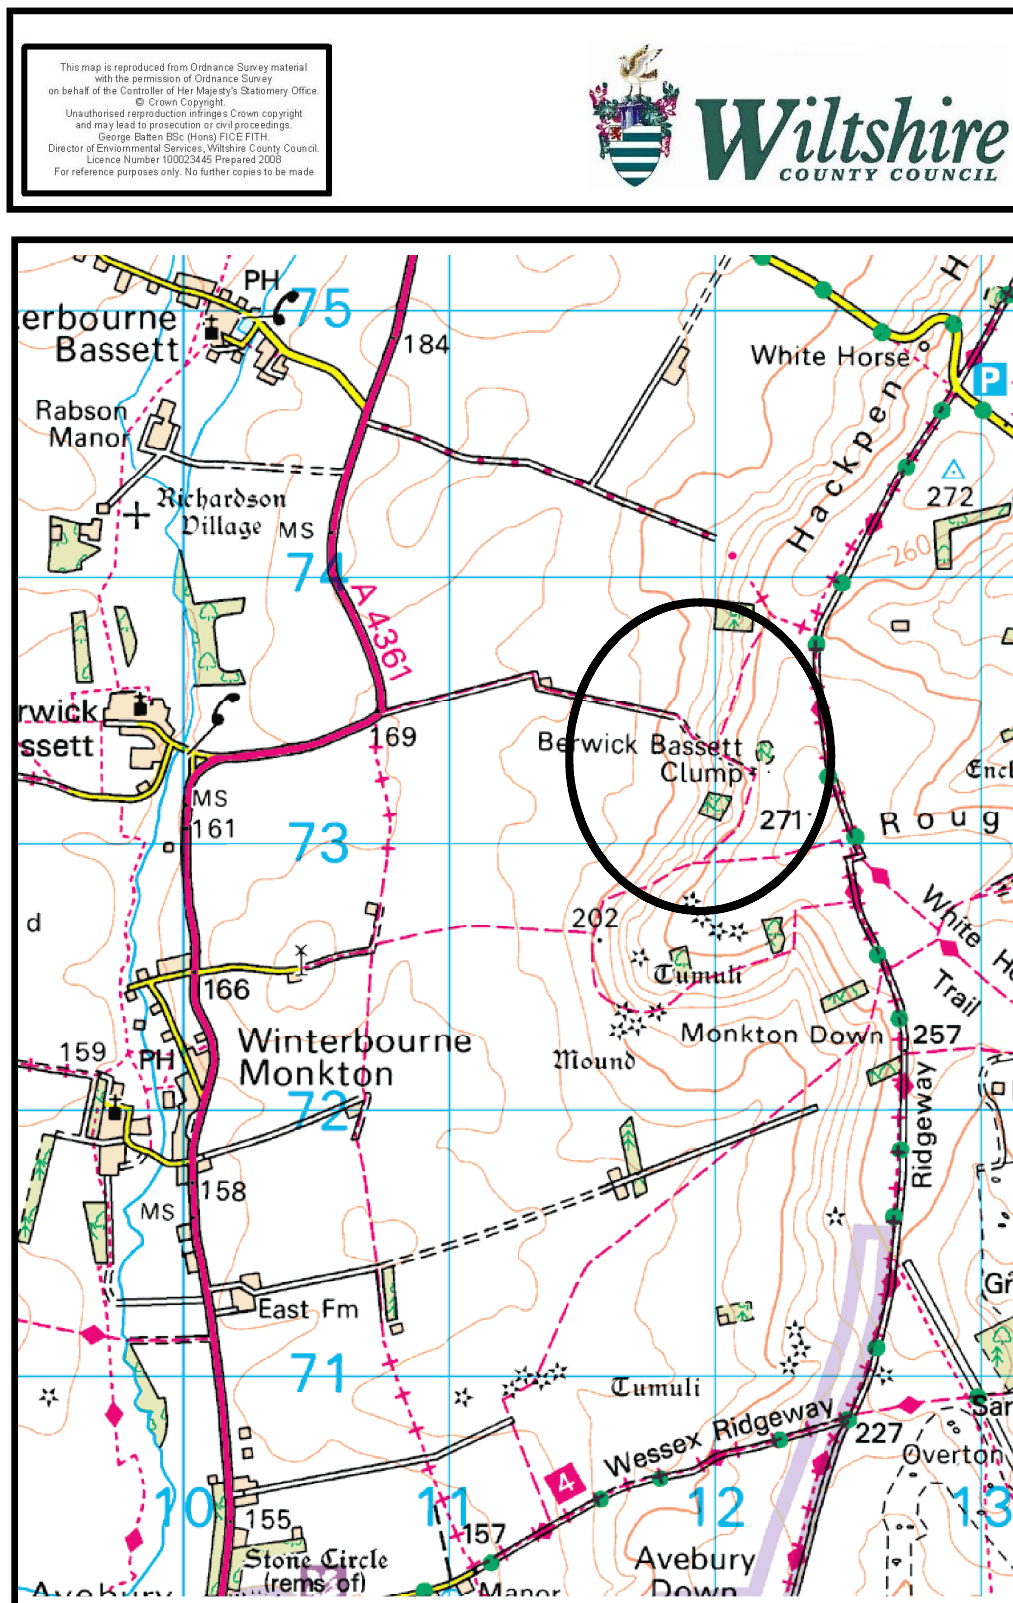 This map is reproduced from Ordnance Survey material
with the permission of Ordnance Survey
on behalf of the Controller of Her Majesty's Stationery Office.
© Crown Copyright.
Unauthorised rerproduction infringes Crown copyright
and may lead to prosecution or civil proceedings.
George Batten BSc (Hons) FICE FITH.
Director of Enviornmental Services, Wiltshire County Council.
Licence Number 100023445 Prepared 2008
For reference purposes only. No further copies to be made
Wiltshire
COUNTY COUNCIL
PH
75
terbourne
Bassett
184
White Horse
P
Rabson
Manor
Hackpen
H
272
Richardson
Village
MS
74
260
A 4361
rwick
ssett
169
Berwick Bassett
Clump
Encl
MS
161
73
271
Roug
d
202
White
Ho
Trail
Tumuli
166
Winterbourne
Monkton
Monkton Down
257
159
PH
Mound
72
Ridgeway
158
MS
East Fm
Gr
71
Tumuli
San
Wessex Ridgeway
227
Overton
4
10
11
12
13
155
157
Stone Circle
(rems of)
Avebury
Down
Avebury
Manor